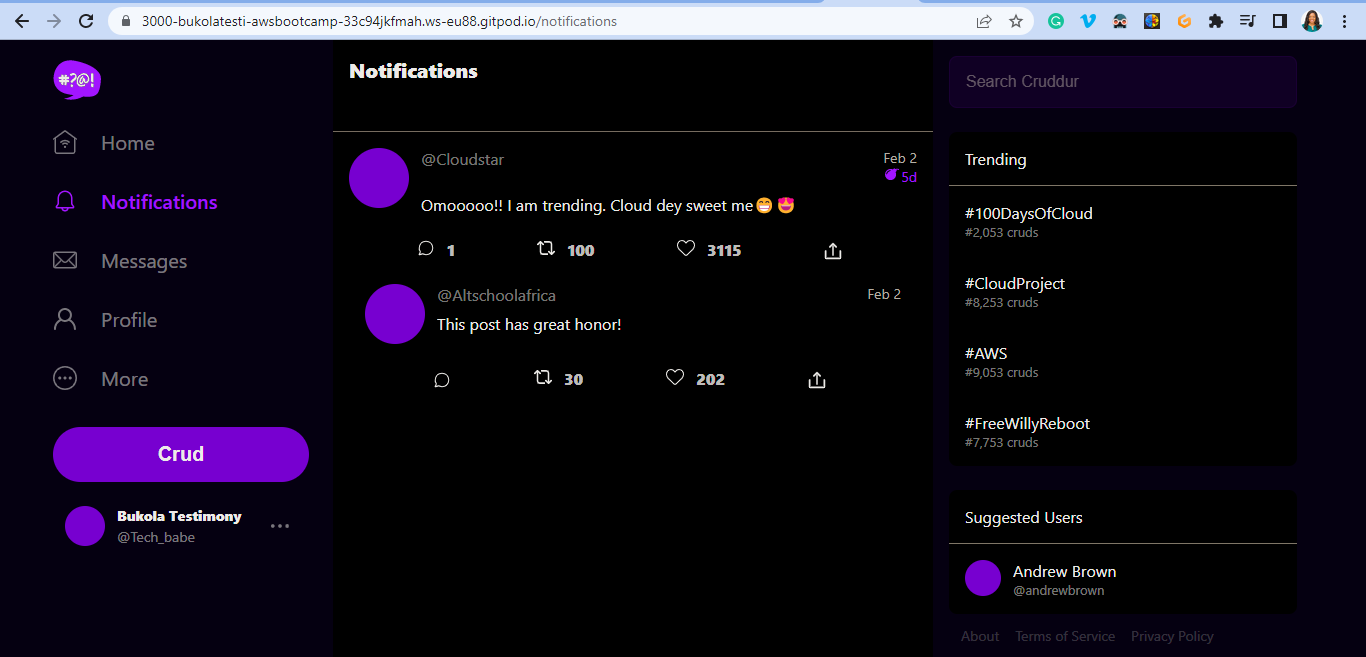 3000-bukolatesti-awsbootcamp-33c94jkfmah.ws-eu88.gitpod.io/notifications
#?@!
Home
Notifications
Messages
Profile
More
Crud
Bukola Testimony
@Tech_babe
Notifications
@Cloudstar
Feb 2
5d
Omooooo!! I am trending. Cloud dey sweet me😁😍
1 100 3115
@Altschoolafrica
Feb 2
This post has great honor!
30 202
Search Cruddur
Trending
#100DaysOfCloud
#2,053 cruds
#CloudProject
#8,253 cruds
#AWS
#9,053 cruds
#FreeWillyReboot
#7,753 cruds
Suggested Users
Andrew Brown
@andrewbrown
About Terms of Service Privacy Policy